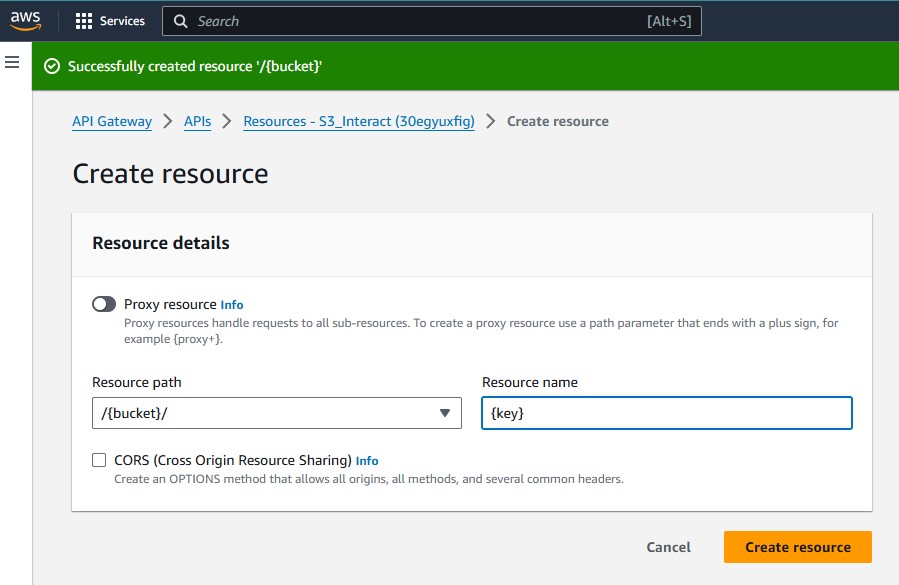 aws Services Search [Alt+S]
Successfully created resource '/{bucket}'
API Gateway > APIs > Resources - S3_Interact (30egyuxfig) > Create resource
Create resource
Resource details
Proxy resource Info
Proxy resources handle requests to all sub-resources. To create a proxy resource use a path parameter that ends with a plus sign, for
example {proxy+}.
Resource path Resource name
/{bucket}/ {key}
CORS (Cross Origin Resource Sharing) Info
Create an OPTIONS method that allows all origins, all methods, and several common headers.
Cancel Create resource